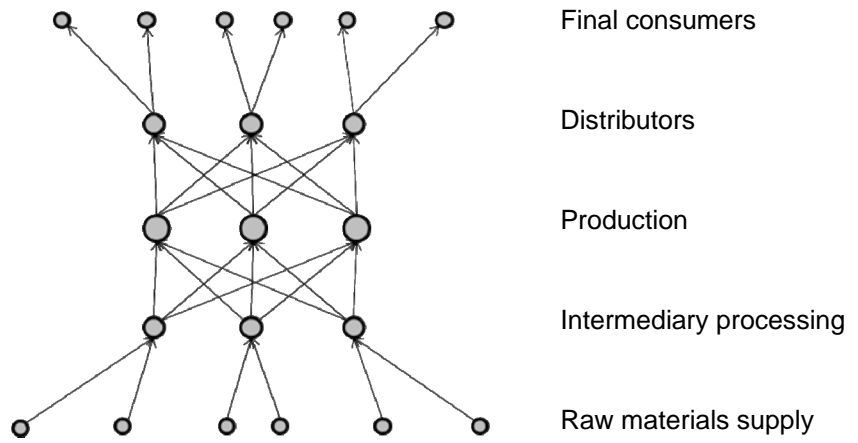 Final consumers
Distributors
Production
Intermediary processing
Raw materials supply